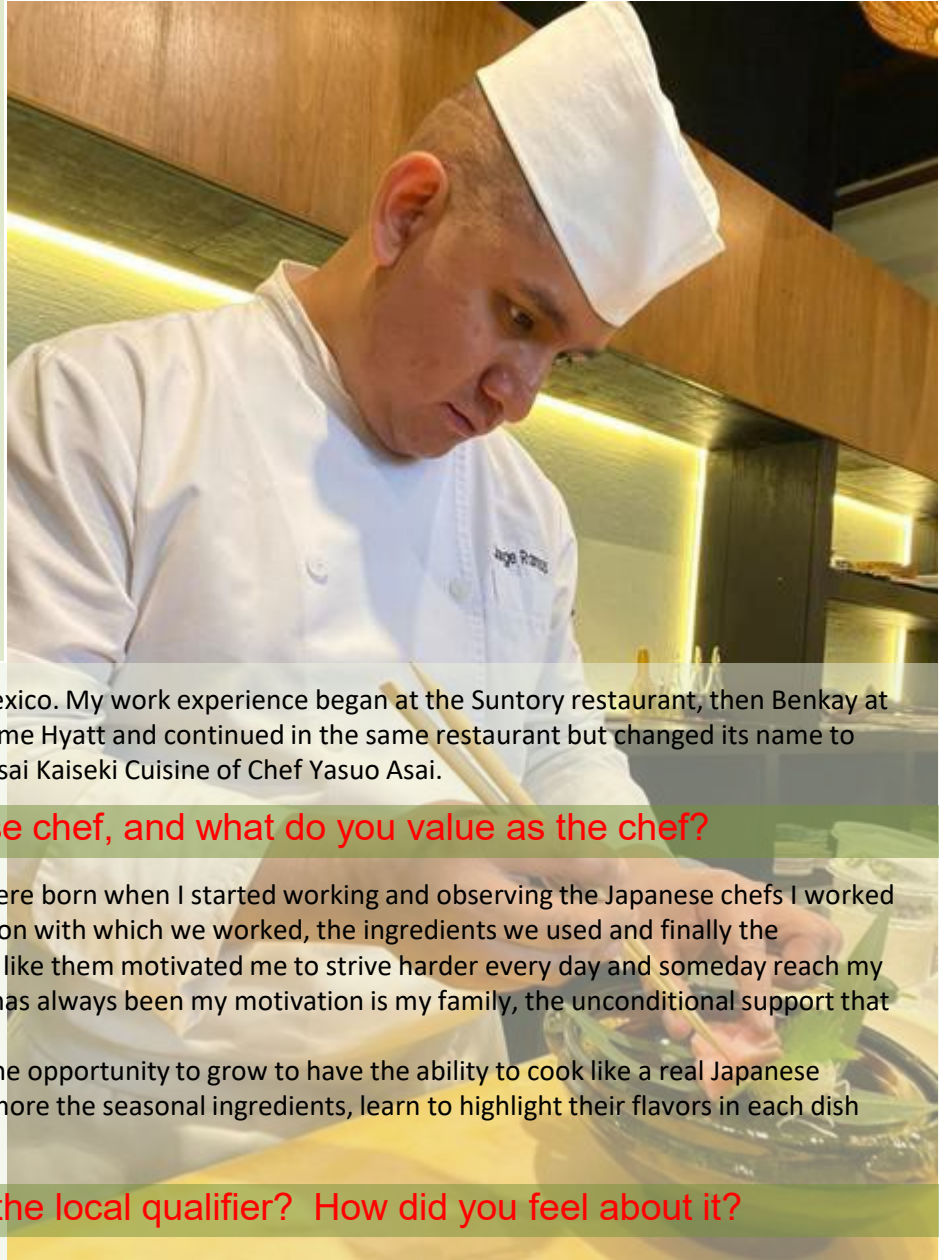 Ramos
exico. My work experience began at the Suntory restaurant, then Benkay at
me Hyatt and continued in the same restaurant but changed its name to
sai Kaiseki Cuisine of Chef Yasuo Asai.
se chef, and what do you value as the chef?
ere born when I started working and observing the Japanese chefs I worked
on with which we worked, the ingredients we used and finally the
like them motivated me to strive harder every day and someday reach my
has always been my motivation is my family, the unconditional support that
he opportunity to grow to have the ability to cook like a real Japanese
nore the seasonal ingredients, learn to highlight their flavors in each dish
the local qualifier? How did you feel about it?